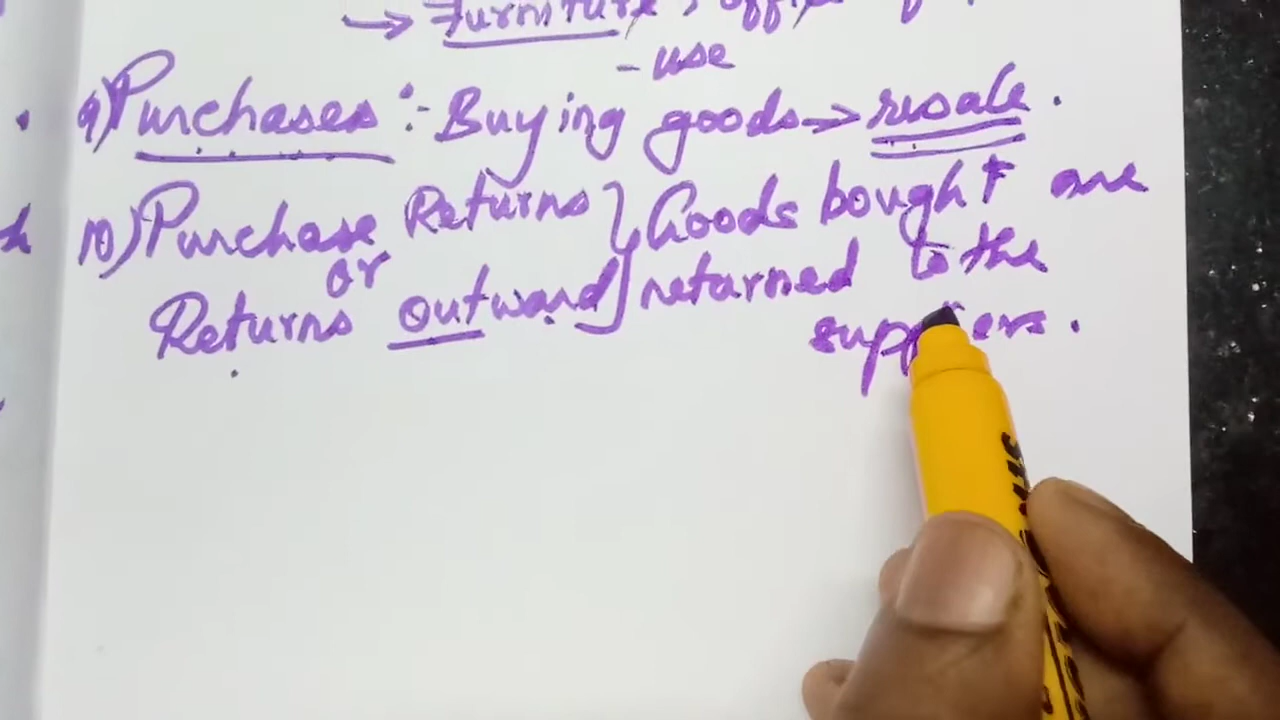 → Furniture, office
- use
9) Purchases :- Buying goods → resale.
10) Purchase Returns } Goods bought are
or
Returns outward } returned to the
suppliers.